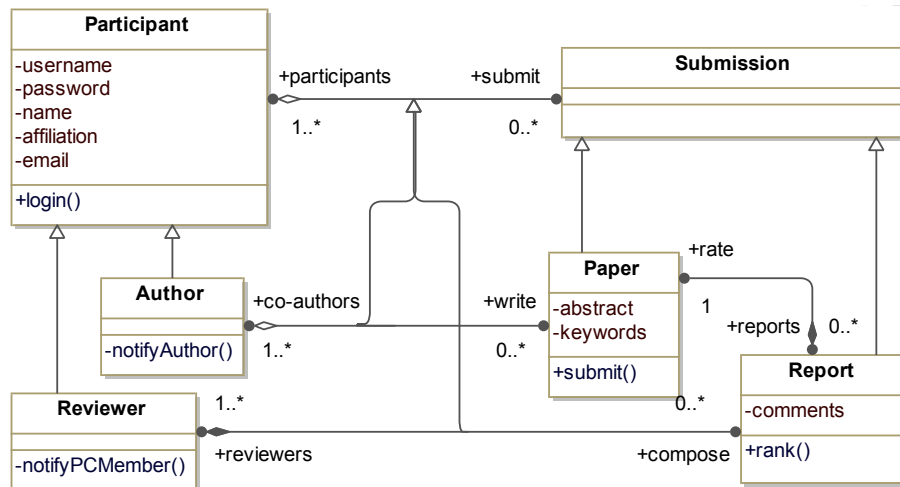 Participant
-username
-password
-name
-affiliation
-email
+login()
+participants
1..*
+submit
0..*
Submission
Author
-notifyAuthor()
+co-authors
1..*
+write
0..*
Paper
-abstract
-keywords
+submit()
+rate
1
+reports
0..*
Reviewer
-notifyPCMember()
1..*
+reviewers
0..*
+compose
Report
-comments
+rank()